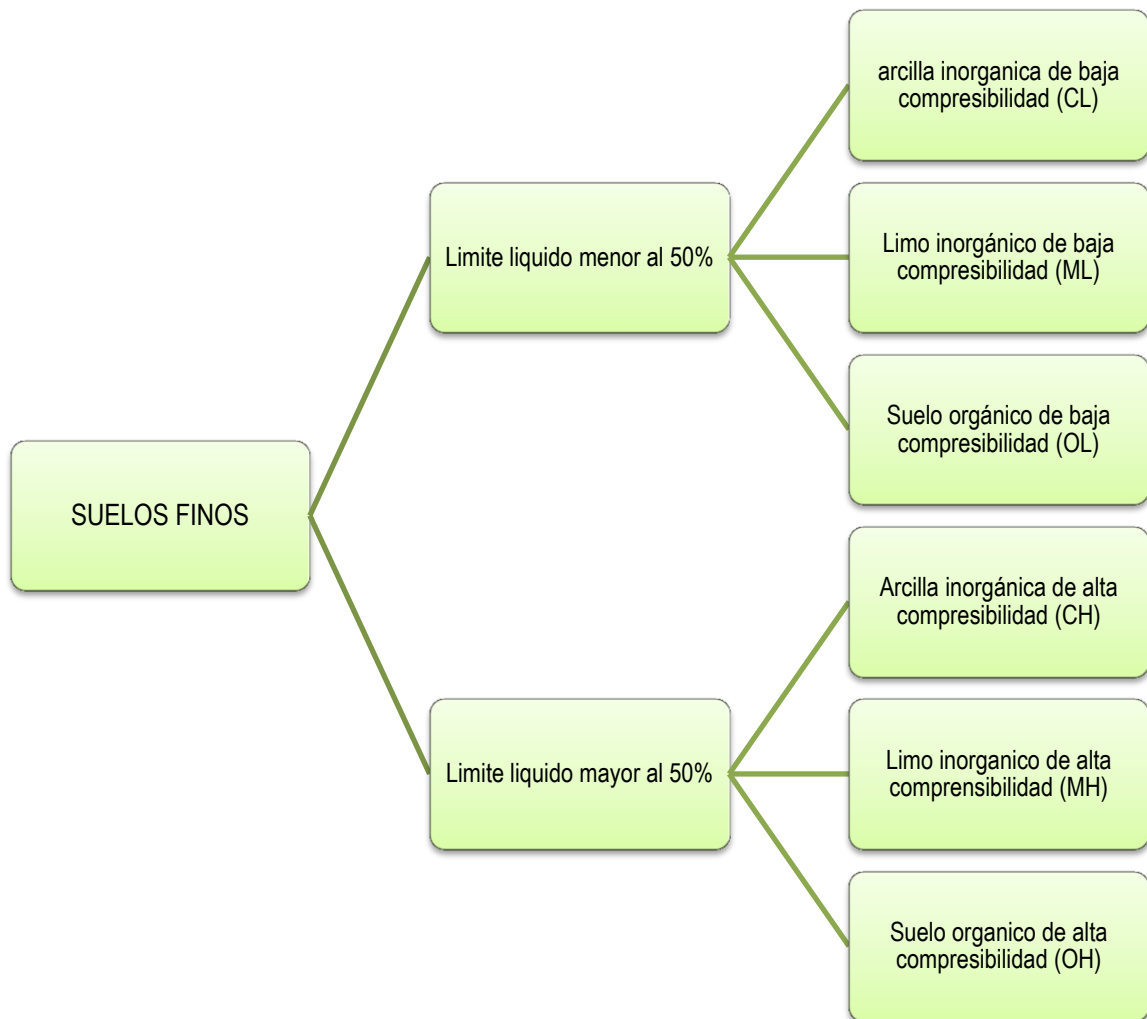 SUELOS FINOS
Limite liquido menor al 50%
arcilla inorganica de baja
compresibilidad (CL)
Limo inorgánico de baja
compresibilidad (ML)
Suelo orgánico de baja
compresibilidad (OL)
Limite liquido mayor al 50%
Arcilla inorgánica de alta
compresibilidad (CH)
Limo inorganico de alta
comprensibilidad (MH)
Suelo organico de alta
compresibilidad (OH)